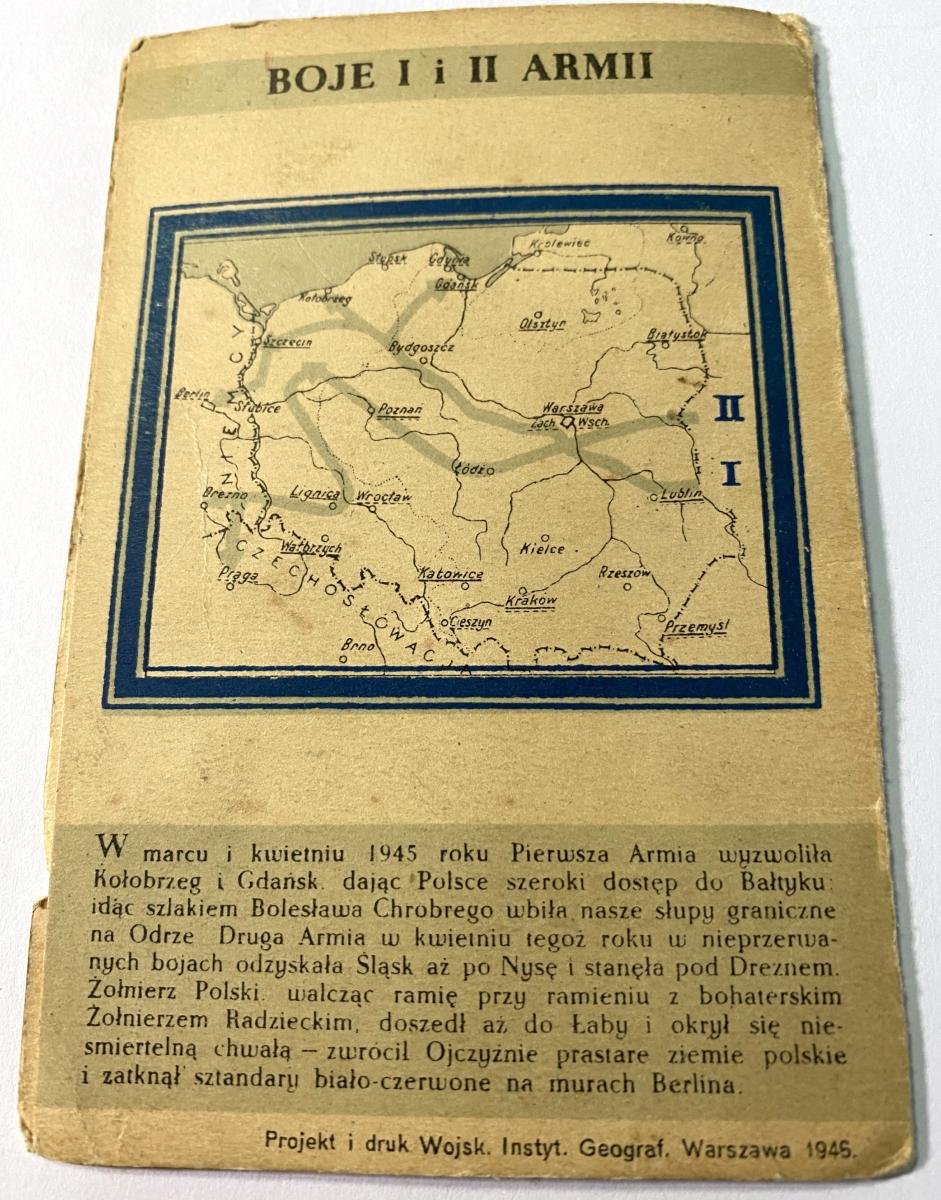 BOJE I i II ARMII
Królewiec
Kowno
Słupsk
Gdynia
Gdańsk
Kołobrzeg
Olsztyn
Szczecin
Białystok
Bydgoszcz
Berlin
Słubice
Poznań
Warszawa
Zach. Wsch.
II
NIEMCY
Łódź
I
Drezno
Lignica
Wrocław
Lublin
Wałbrzych
Kielce
Praga
Katowice
Rzeszów
CZECHOSŁOWACJA
Kraków
Cieszyn
Przemyśl
Brno
W marcu i kwietniu 1945 roku Pierwsza Armia wyzwoliła
Kołobrzeg i Gdańsk. dając Polsce szeroki dostęp do Bałtyku:
idąc szlakiem Bolesława Chrobrego wbiła nasze słupy graniczne
na Odrze Druga Armia w kwietniu tegoż roku w nieprzerwa-
nych bojach odzyskała Śląsk aż po Nysę i stanęła pod Dreznem.
Żołnierz Polski. walcząc ramię przy ramieniu z bohaterskim
Żołnierzem Radzieckim, doszedł aż do Łaby i okrył się nie-
smiertelną chwałą — zwrócił Ojczyźnie prastare ziemie polskie
i zatknął sztandary biało-czerwone na murach Berlina.
Projekt i druk Wojsk. Instyt. Geograf. Warszawa 1946.